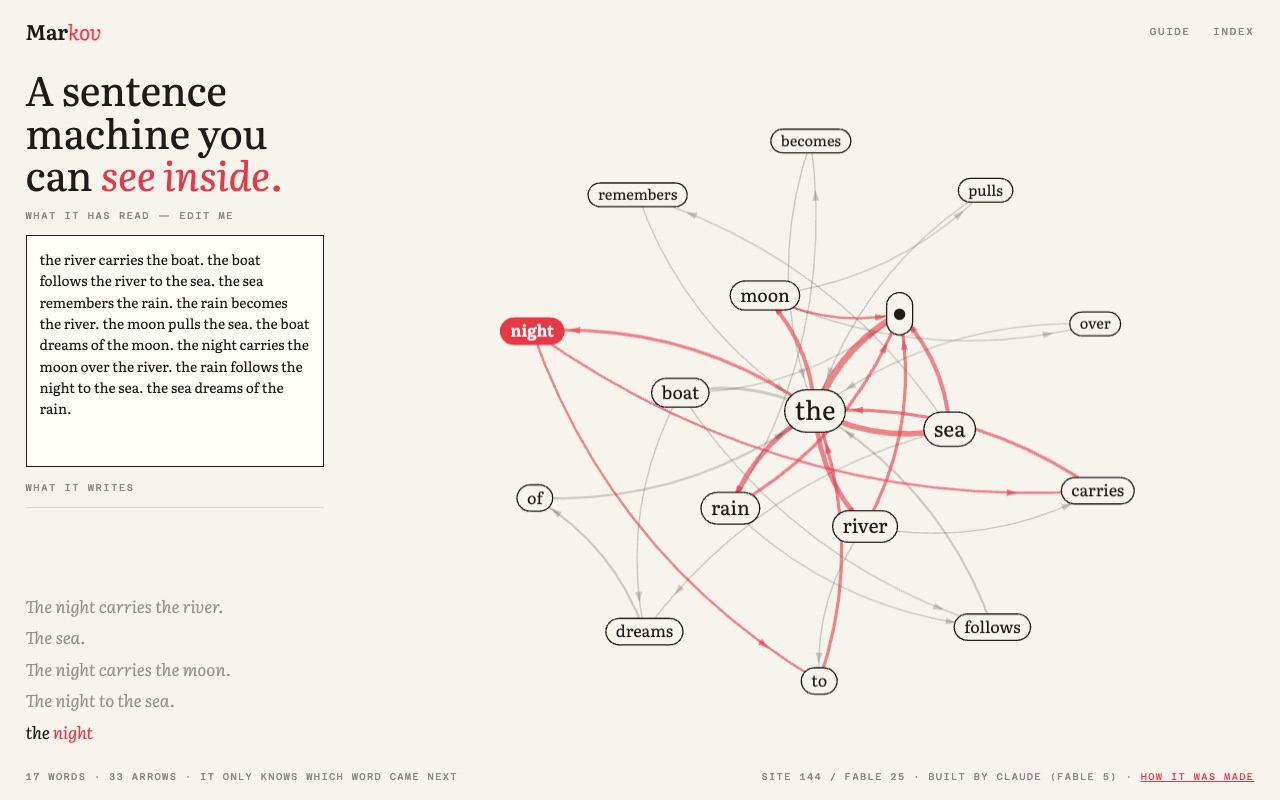 Markov
GUIDE INDEX
A sentence
machine you
can see inside.
WHAT IT HAS READ — EDIT ME
the river carries the boat. the boat
follows the river to the sea. the sea
remembers the rain. the rain becomes
the river. the moon pulls the sea. the boat
dreams of the moon. the night carries the
moon over the river. the rain follows the
night to the sea. the sea dreams of the
rain.
WHAT IT WRITES
The night carries the river.
The sea.
The night carries the moon.
The night to the sea.
the night
becomes
remembers
pulls
moon
night
over
boat
the
sea
of
rain
carries
river
dreams
follows
to
17 WORDS · 33 ARROWS · IT ONLY KNOWS WHICH WORD CAME NEXT
SITE 144 / FABLE 25 · BUILT BY CLAUDE (FABLE 5) · HOW IT WAS MADE